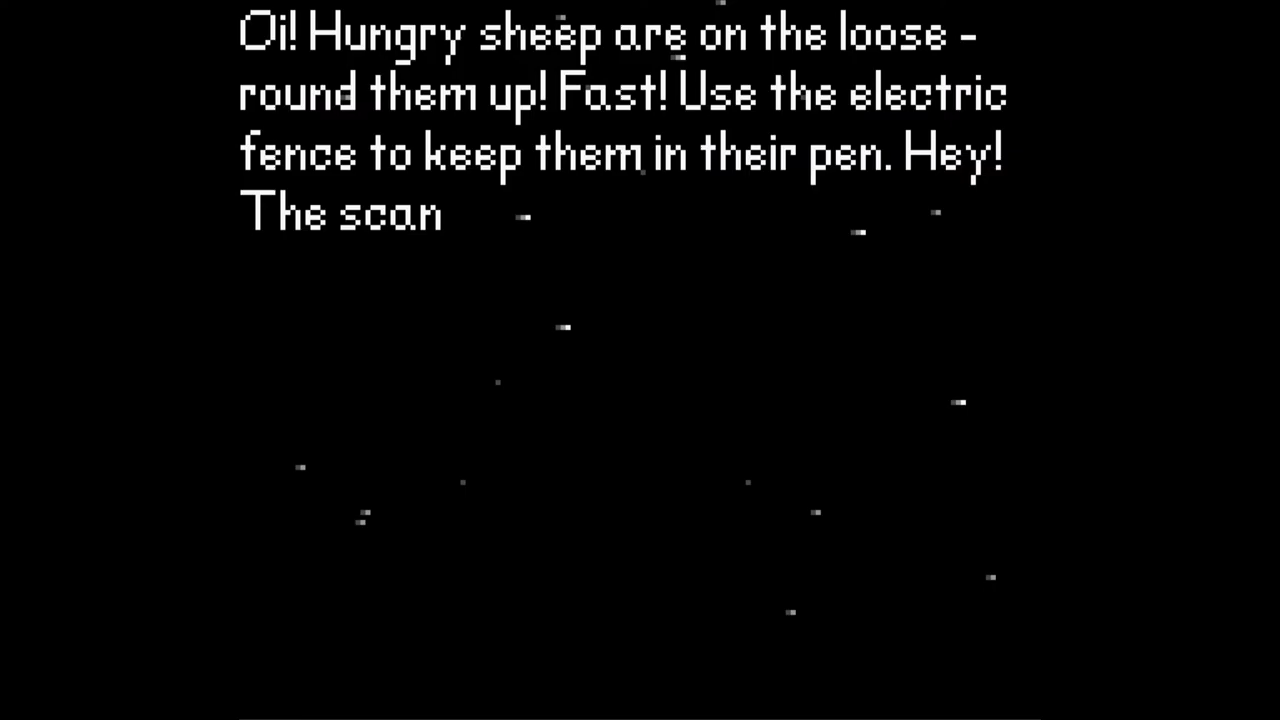 Oi! Hungry sheep are on the loose -
round them up! Fast! Use the electric
fence to keep them in their pen. Hey!
The scan